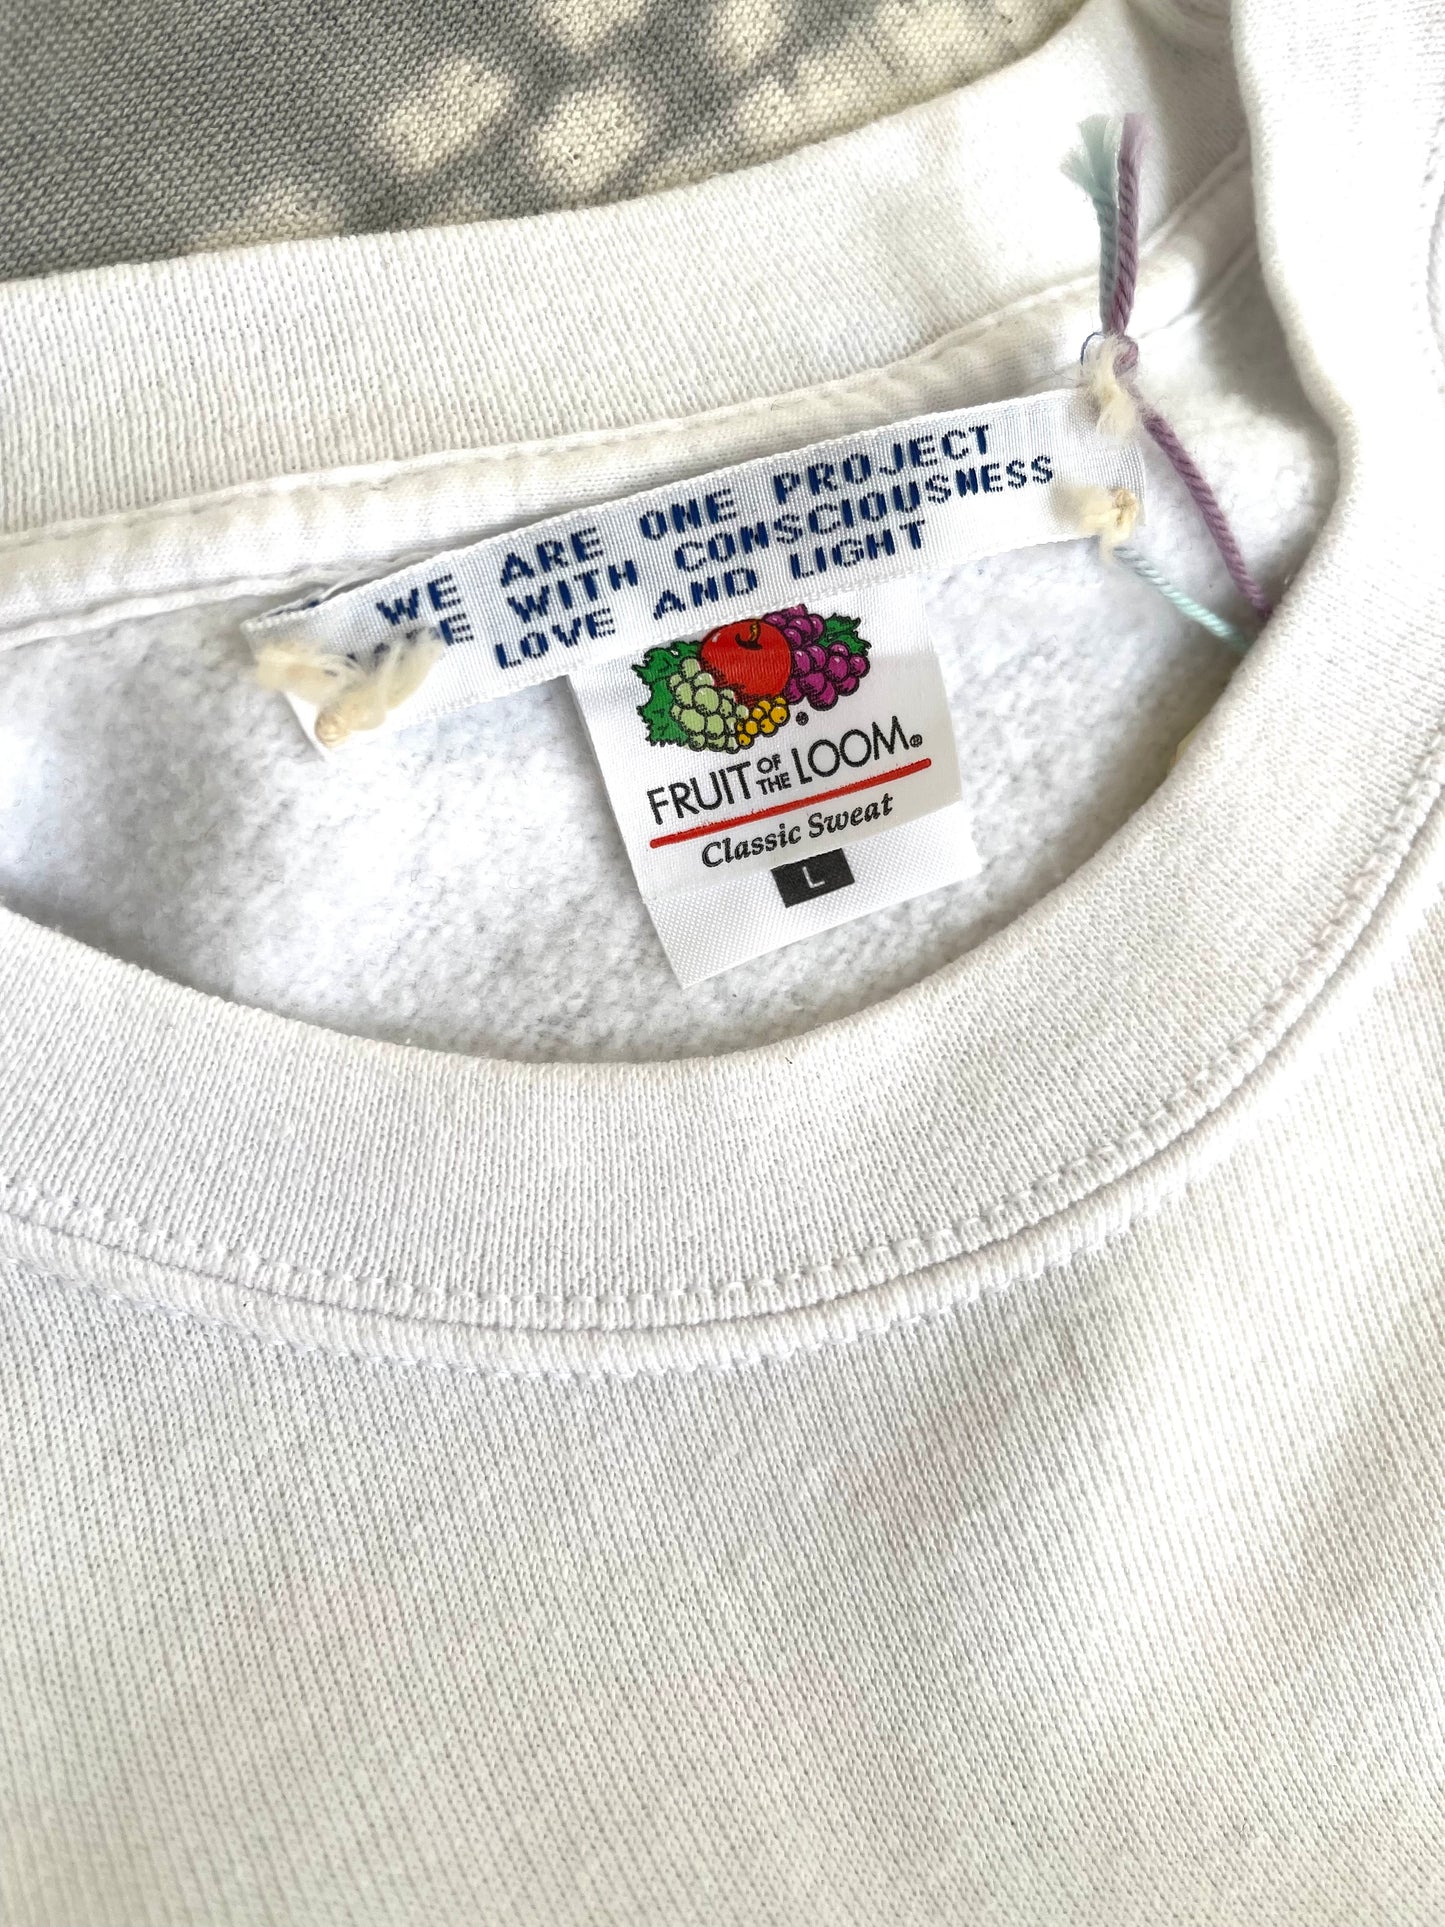 WE ARE ONE PROJECT
WITH CONSCIOUSNESS
LOVE AND LIGHT
®
FRUIT OF THE LOOM®
Classic Sweat
L